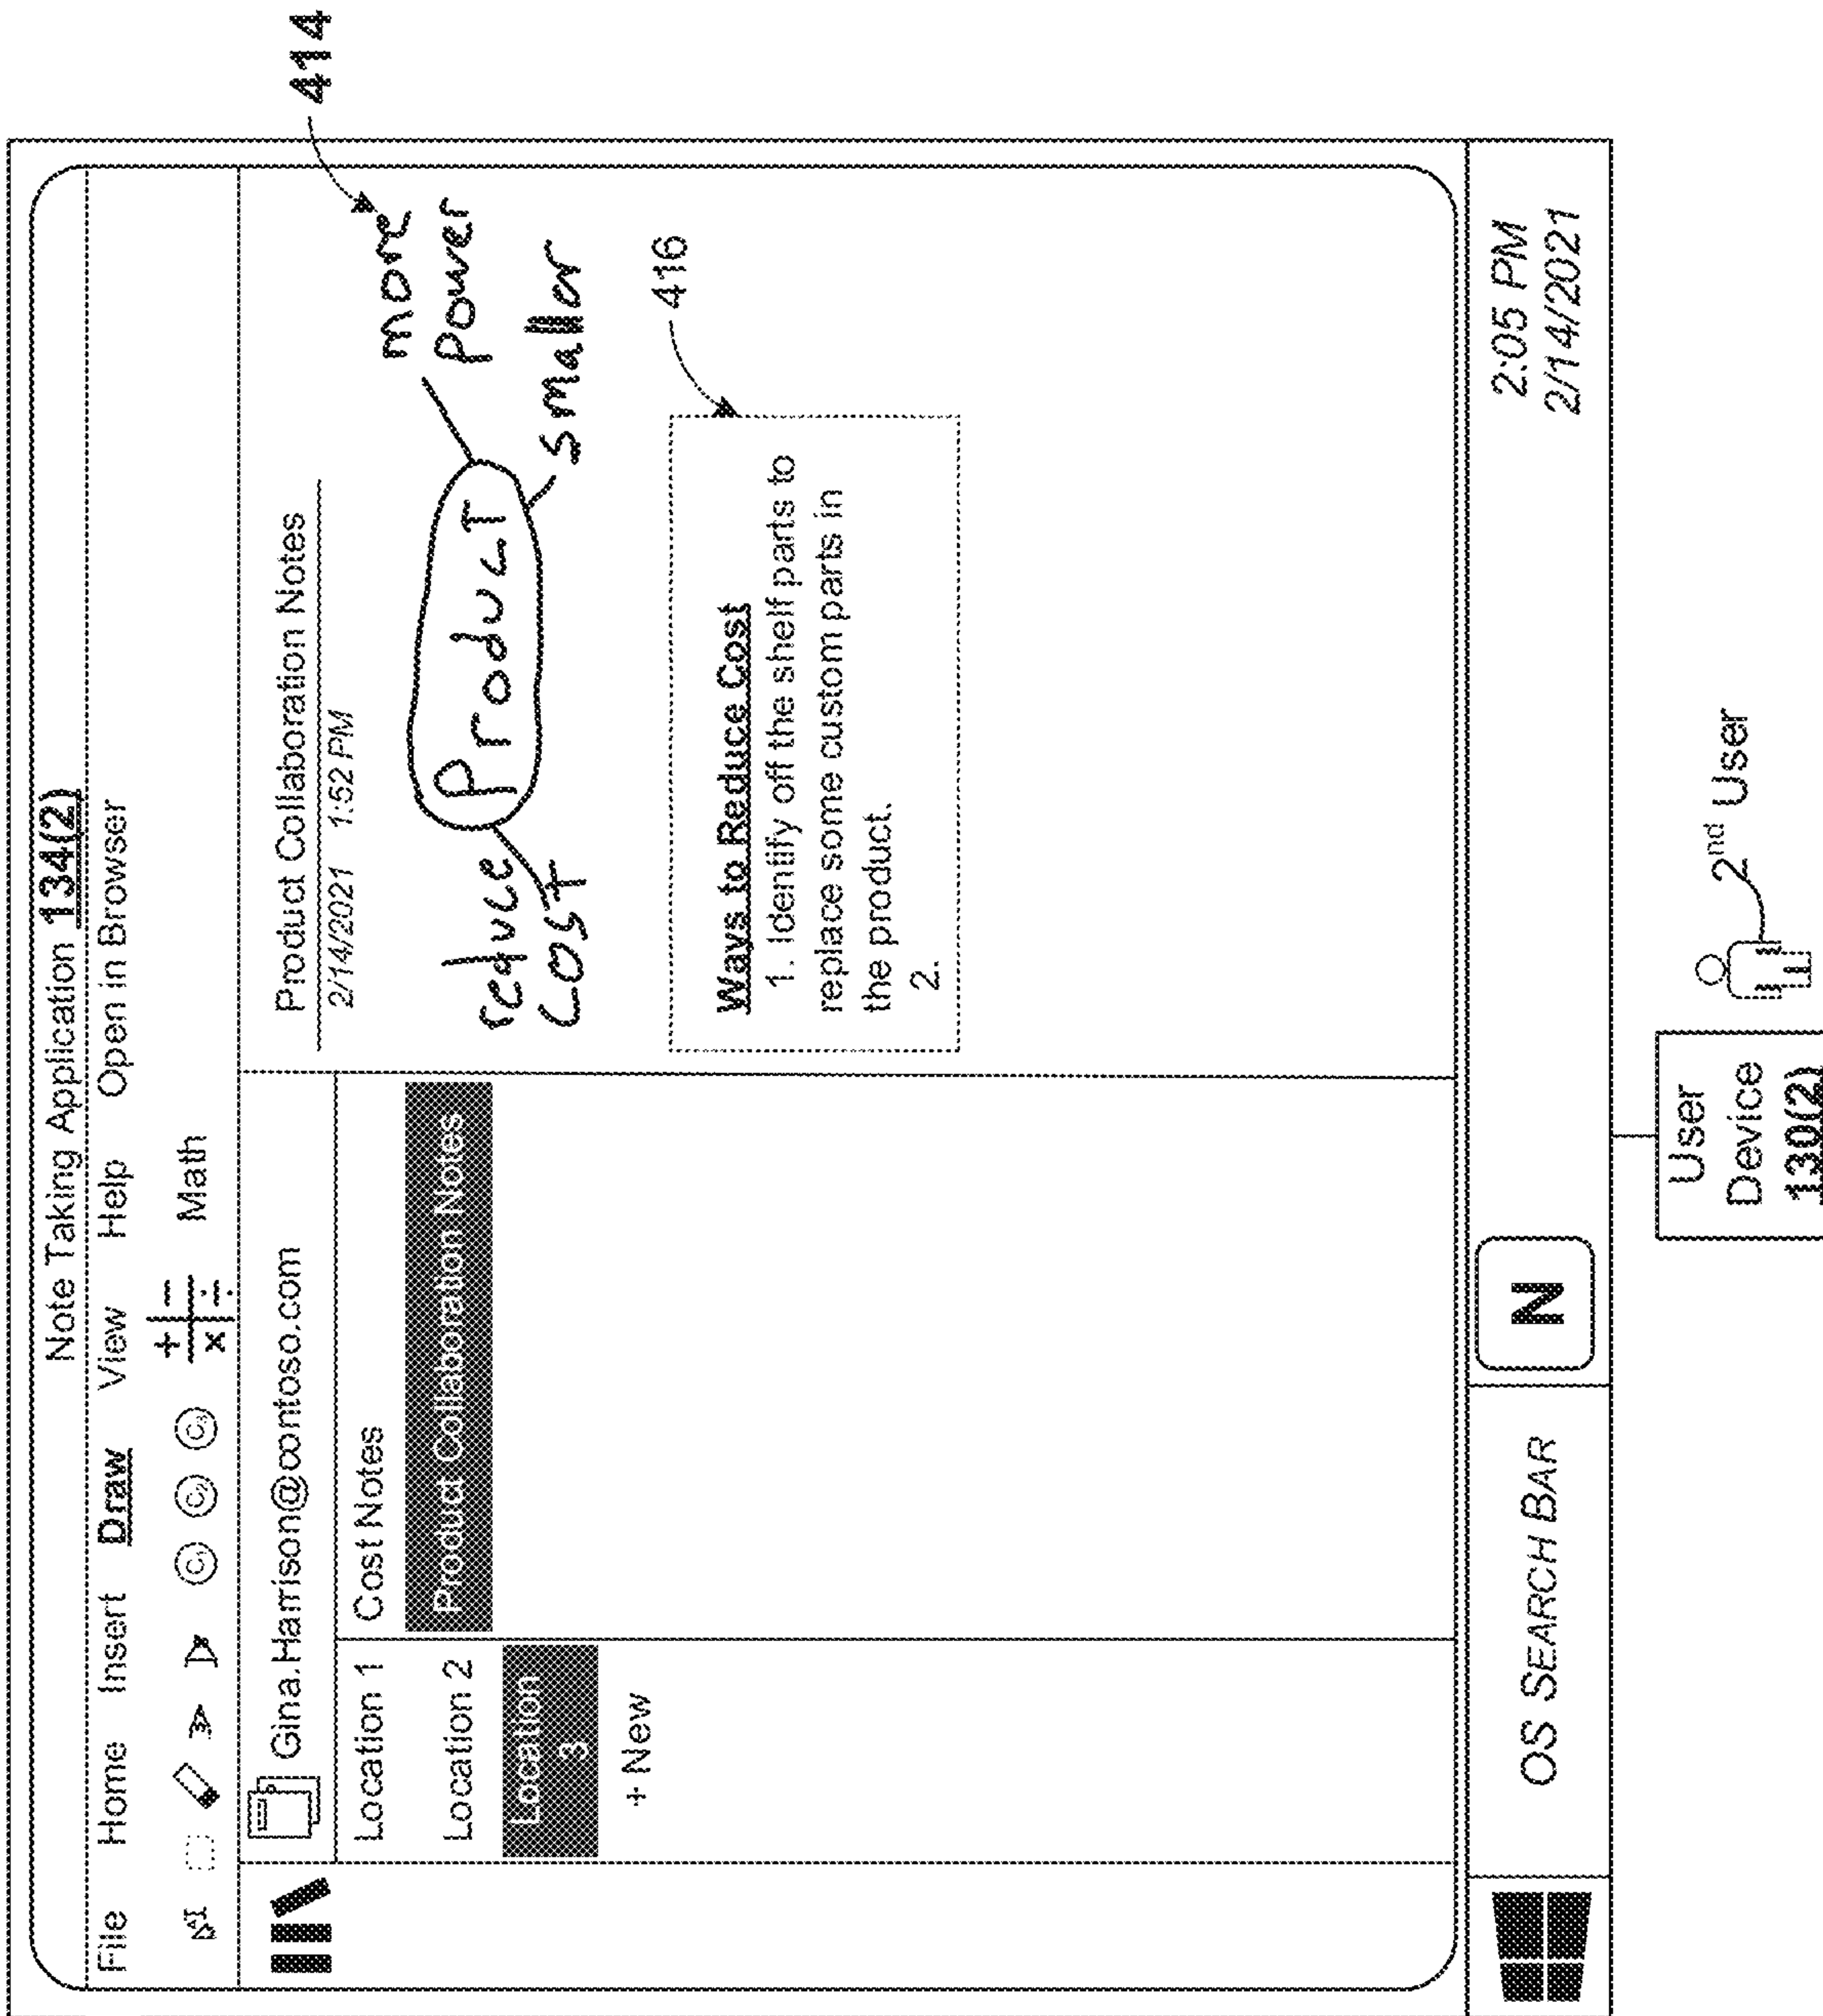 Note Taking Application 134(2)
File Home Insert Draw View Help Open in Browser
Math
Gina.Harrison@contoso.com
Location 1
Location 2
Location
3
+ New
Cost Notes
Product Collaboration Notes
Product Collaboration Notes
2/14/2021 1:52 PM
414
more
Power
Product
smaller
reduce
cost
416
Ways to Reduce Cost
1. Identify off the shelf parts to
replace some custom parts in
the product.
2.
OS SEARCH BAR
N
2:05 PM
2/14/2021
User
Device
130(2)
2nd User